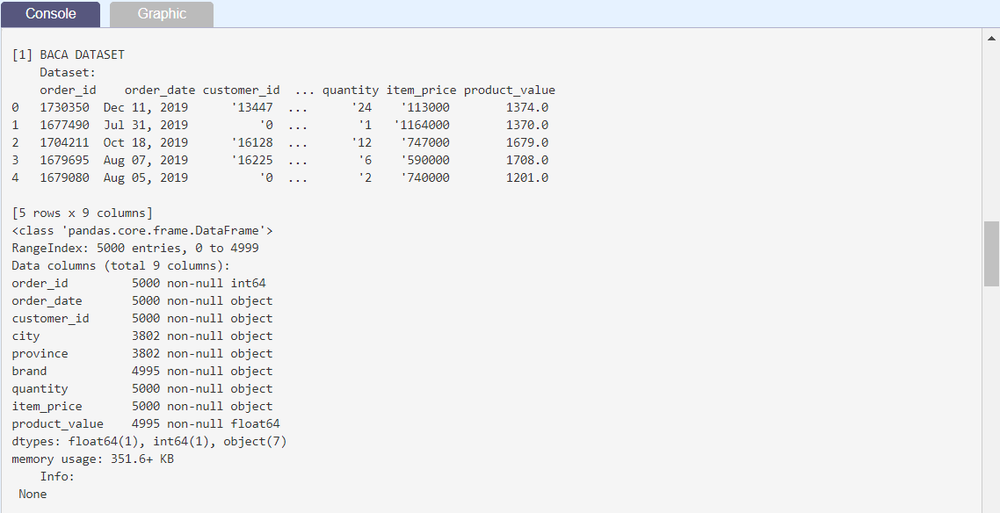 Console Graphic
[1] BACA DATASET
    Dataset:
    order_id    order_date customer_id  ... quantity item_price product_value
0   1730350  Dec 11, 2019      '13447  ...      '24    '113000        1374.0
1   1677490  Jul 31, 2019          '0  ...       '1   '1164000        1370.0
2   1704211  Oct 18, 2019      '16128  ...      '12    '747000        1679.0
3   1679695  Aug 07, 2019      '16225  ...       '6    '590000        1708.0
4   1679080  Aug 05, 2019          '0  ...       '2    '740000        1201.0
[5 rows x 9 columns]
<class 'pandas.core.frame.DataFrame'>
RangeIndex: 5000 entries, 0 to 4999
Data columns (total 9 columns):
order_id         5000 non-null int64
order_date       5000 non-null object
customer_id      5000 non-null object
city             3802 non-null object
province         3802 non-null object
brand            4995 non-null object
quantity         5000 non-null object
item_price       5000 non-null object
product_value    4995 non-null float64
dtypes: float64(1), int64(1), object(7)
memory usage: 351.6+ KB
    Info:
 None